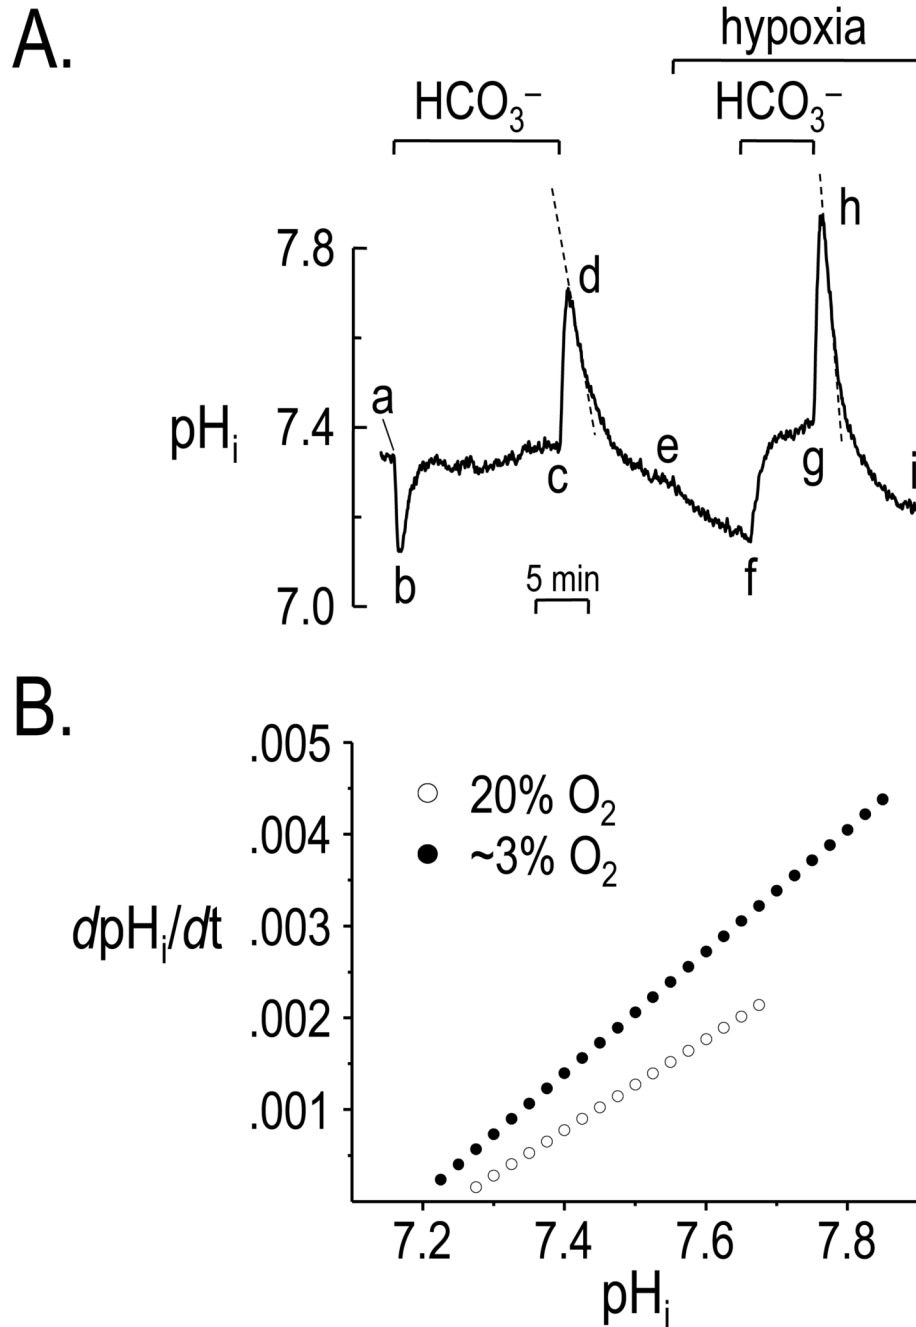 A.
hypoxia
HCO₃⁻ HCO₃⁻
7.8
7.4
7.0
pHᵢ
a
b
c
d
e
f
g
h
i
5 min
B.
.005
.004
.003
.002
.001
dpHᵢ/dt
20% O₂
~3% O₂
7.2 7.4 7.6 7.8
pHᵢ